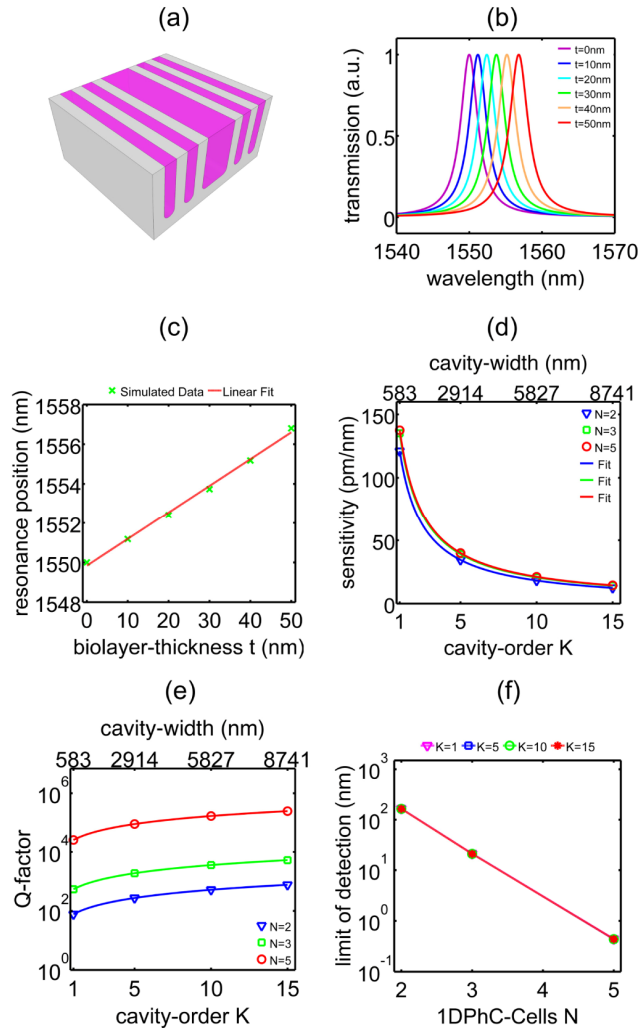 (a)
(b)
transmission (a.u.)
1
0.5
0
t=0nm
t=10nm
t=20nm
t=30nm
t=40nm
t=50nm
1540 1550 1560 1570
wavelength (nm)
(c)
Simulated Data Linear Fit
resonance position (nm)
1558
1556
1554
1552
1550
1548
0 10 20 30 40 50
biolayer-thickness t (nm)
(d)
cavity-width (nm)
583 2914 5827 8741
sensitivity (pm/nm)
150
100
50
0
N=2
N=3
N=5
Fit
Fit
Fit
1 5 10 15
cavity-order K
(e)
cavity-width (nm)
583 2914 5827 8741
Q-factor
10^6
10^4
10^2
10^0
N=2
N=3
N=5
1 5 10 15
cavity-order K
(f)
K=1 K=5 K=10 K=15
limit of detection (nm)
10^3
10^2
10^1
10^0
10^-1
2 3 4 5
1DPhC-Cells N